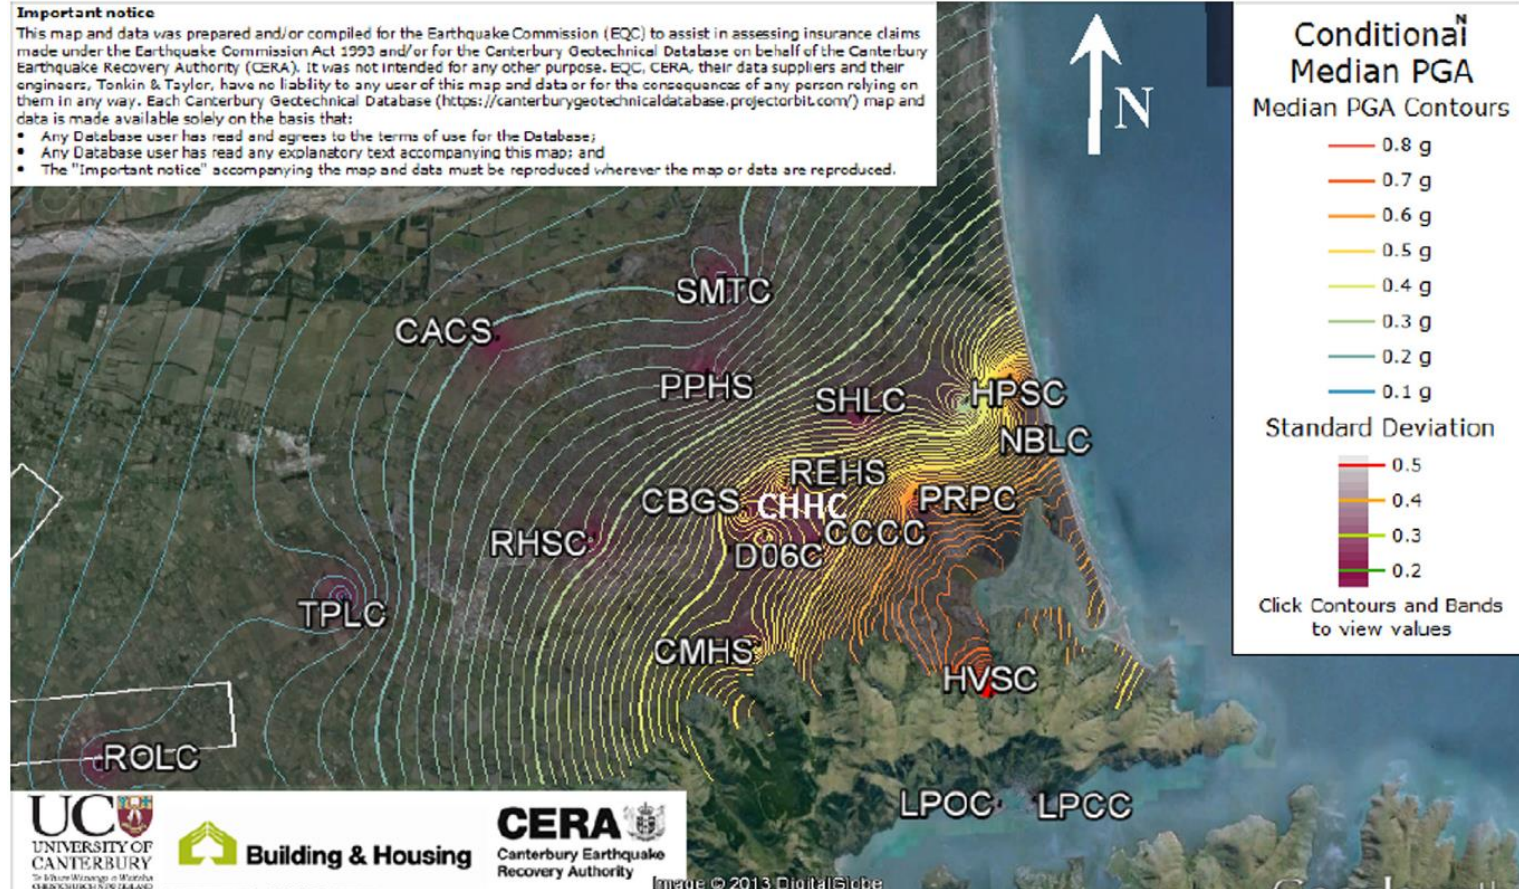 Important notice
This map and data was prepared and/or compiled for the Earthquake Commission (EQC) to assist in assessing insurance claims
made under the Earthquake Commission Act 1993 and/or for the Canterbury Geotechnical Database on behalf of the Canterbury
Earthquake Recovery Authority (CERA). It was not intended for any other purpose. EQC, CERA, their data suppliers and their
engineers, Tonkin & Taylor, have no liability to any user of this map and data or for the consequences of any person relying on
them in any way. Each Canterbury Geotechnical Database (https://canterburygeotechnicaldatabase.projectorbit.com/) map and
data is made available solely on the basis that:
• Any Database user has read and agrees to the terms of use for the Database;
• Any Database user has read any explanatory text accompanying this map; and
• The "Important notice" accompanying the map and data must be reproduced wherever the map or data are reproduced.
N
N
Conditional
Median PGA
Median PGA Contours
0.8 g
0.7 g
0.6 g
0.5 g
0.4 g
0.3 g
0.2 g
0.1 g
Standard Deviation
0.5
0.4
0.3
0.2
Click Contours and Bands
to view values
SMTC
CACS
PPHS
SHLC
HPSC
NBLC
REHS
CBGS
CHHC
PRPC
CCCC
RHSC
D06C
TPLC
CMHS
HVSC
ROLC
LPOC
LPCC
UC
UNIVERSITY OF
CANTERBURY
Te Whare Wānanga o Waitaha
CHRISTCHURCH NEW ZEALAND
Building & Housing
CERA
Canterbury Earthquake
Recovery Authority
Image © 2013 DigitalGlobe